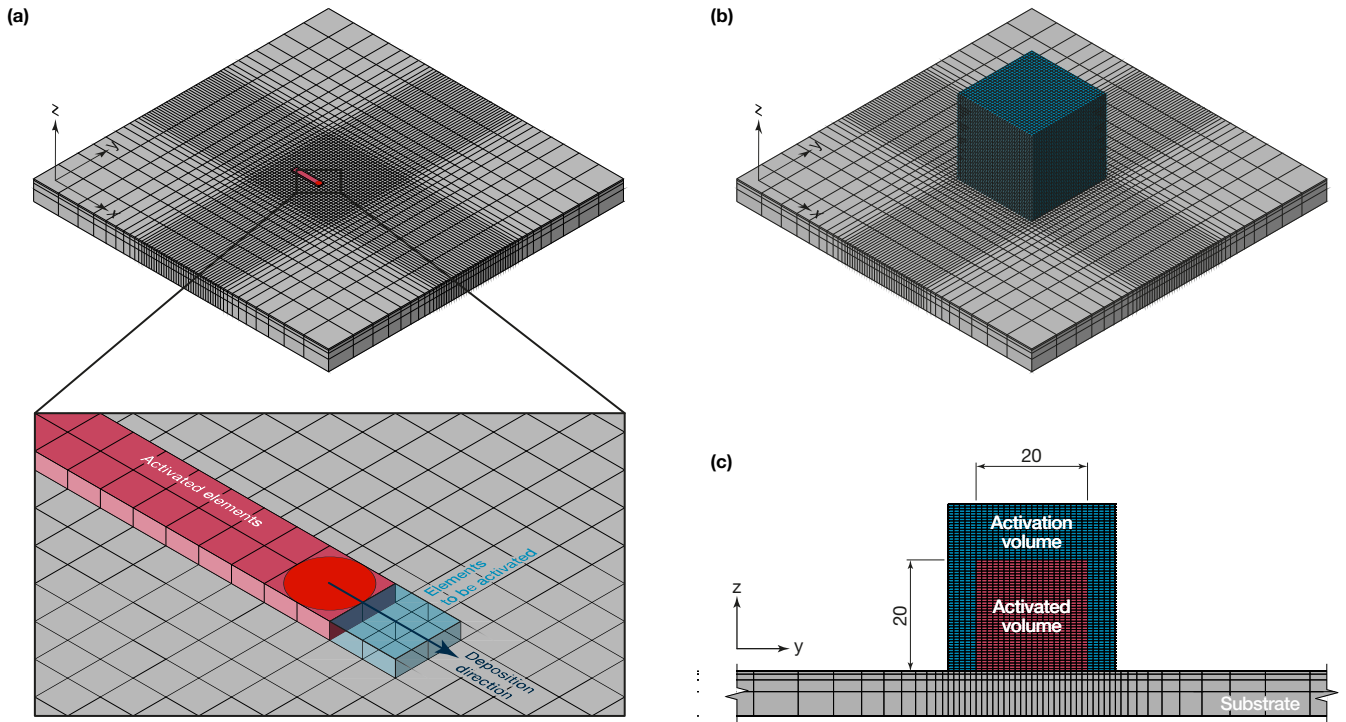 (a)
z
y
x
Activated elements
Elements
to be activated
Deposition
direction
(b)
z
y
x
(c)
20
Activation
volume
20
Activated
volume
z
y
Substrate